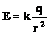 E = k q / r²